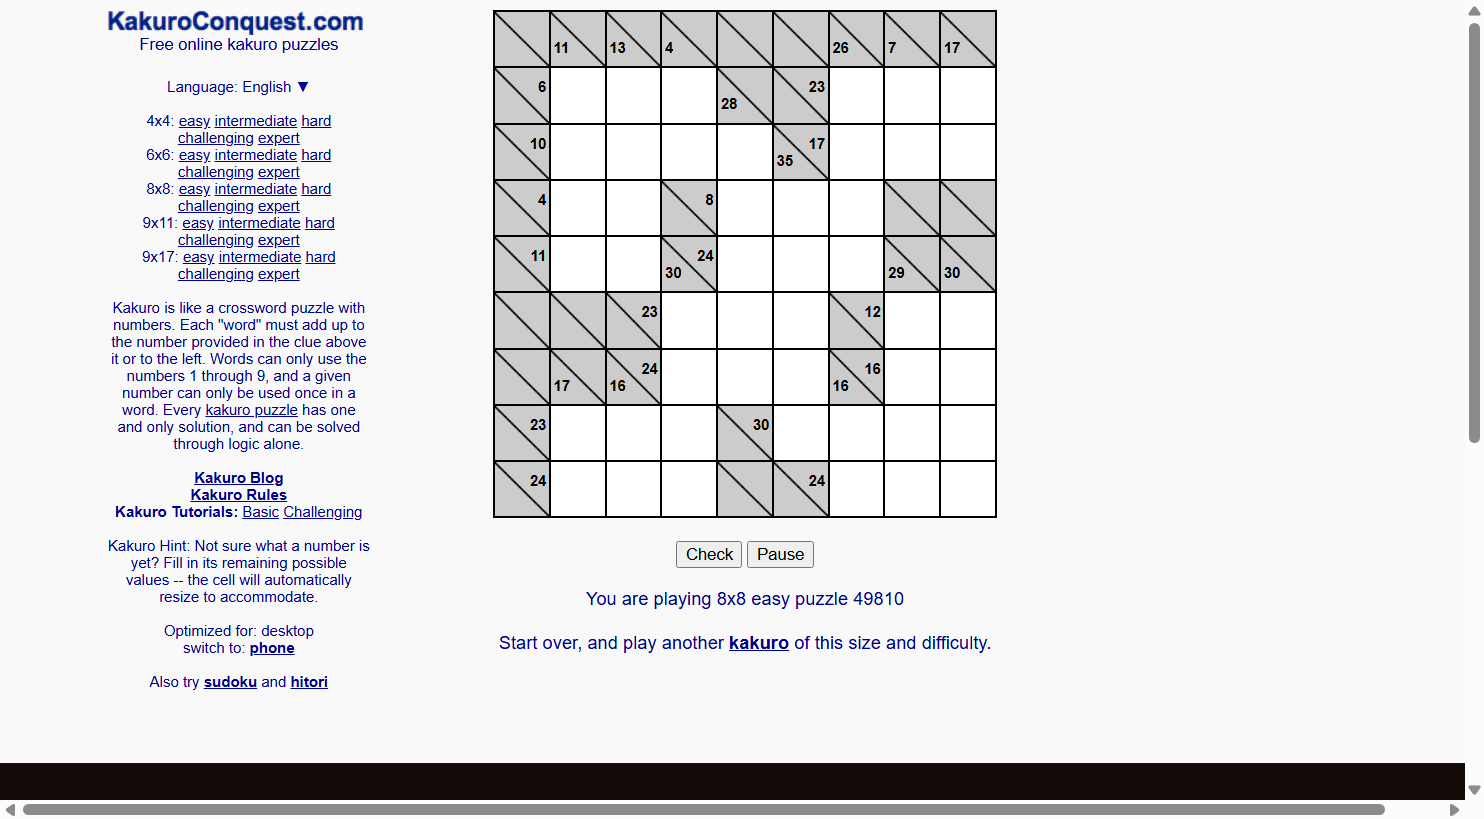 KakuroConquest.com
Free online kakuro puzzles
Language: English ▼
4x4: easy intermediate hard
challenging expert
6x6: easy intermediate hard
challenging expert
8x8: easy intermediate hard
challenging expert
9x11: easy intermediate hard
challenging expert
9x17: easy intermediate hard
challenging expert
Kakuro is like a crossword puzzle with
numbers. Each "word" must add up to
the number provided in the clue above
it or to the left. Words can only use the
numbers 1 through 9, and a given
number can only be used once in a
word. Every kakuro puzzle has one
and only solution, and can be solved
through logic alone.
Kakuro Blog
Kakuro Rules
Kakuro Tutorials: Basic Challenging
Kakuro Hint: Not sure what a number is
yet? Fill in its remaining possible
values -- the cell will automatically
resize to accommodate.
Optimized for: desktop
switch to: phone
Also try sudoku and hitori
11 13 4 26 7 17
6 28 23
10 35 17
4 8
11 30 24 29 30
23 12
17 16 24 16 16
23 30
24 24
Check Pause
You are playing 8x8 easy puzzle 49810
Start over, and play another kakuro of this size and difficulty.